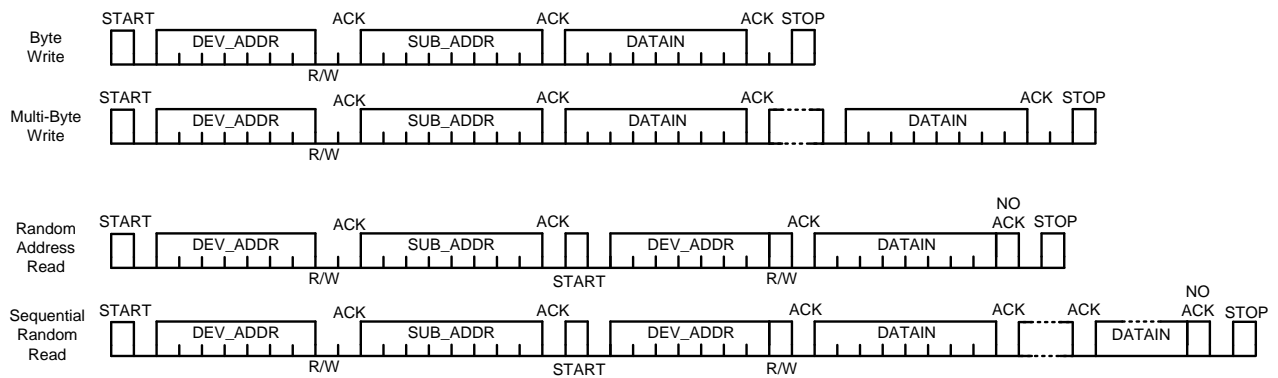 START ACK ACK ACK STOP
Byte
Write
DEV_ADDR SUB_ADDR DATAIN
R/W
START ACK ACK ACK ACK STOP
Multi-Byte
Write
DEV_ADDR SUB_ADDR DATAIN DATAIN
R/W
START ACK ACK ACK NO
ACK STOP
Random
Address
Read
DEV_ADDR SUB_ADDR DEV_ADDR DATAIN
R/W START R/W
START ACK ACK ACK ACK ACK NO
ACK STOP
Sequential
Random
Read
DEV_ADDR SUB_ADDR DEV_ADDR DATAIN DATAIN
R/W START R/W